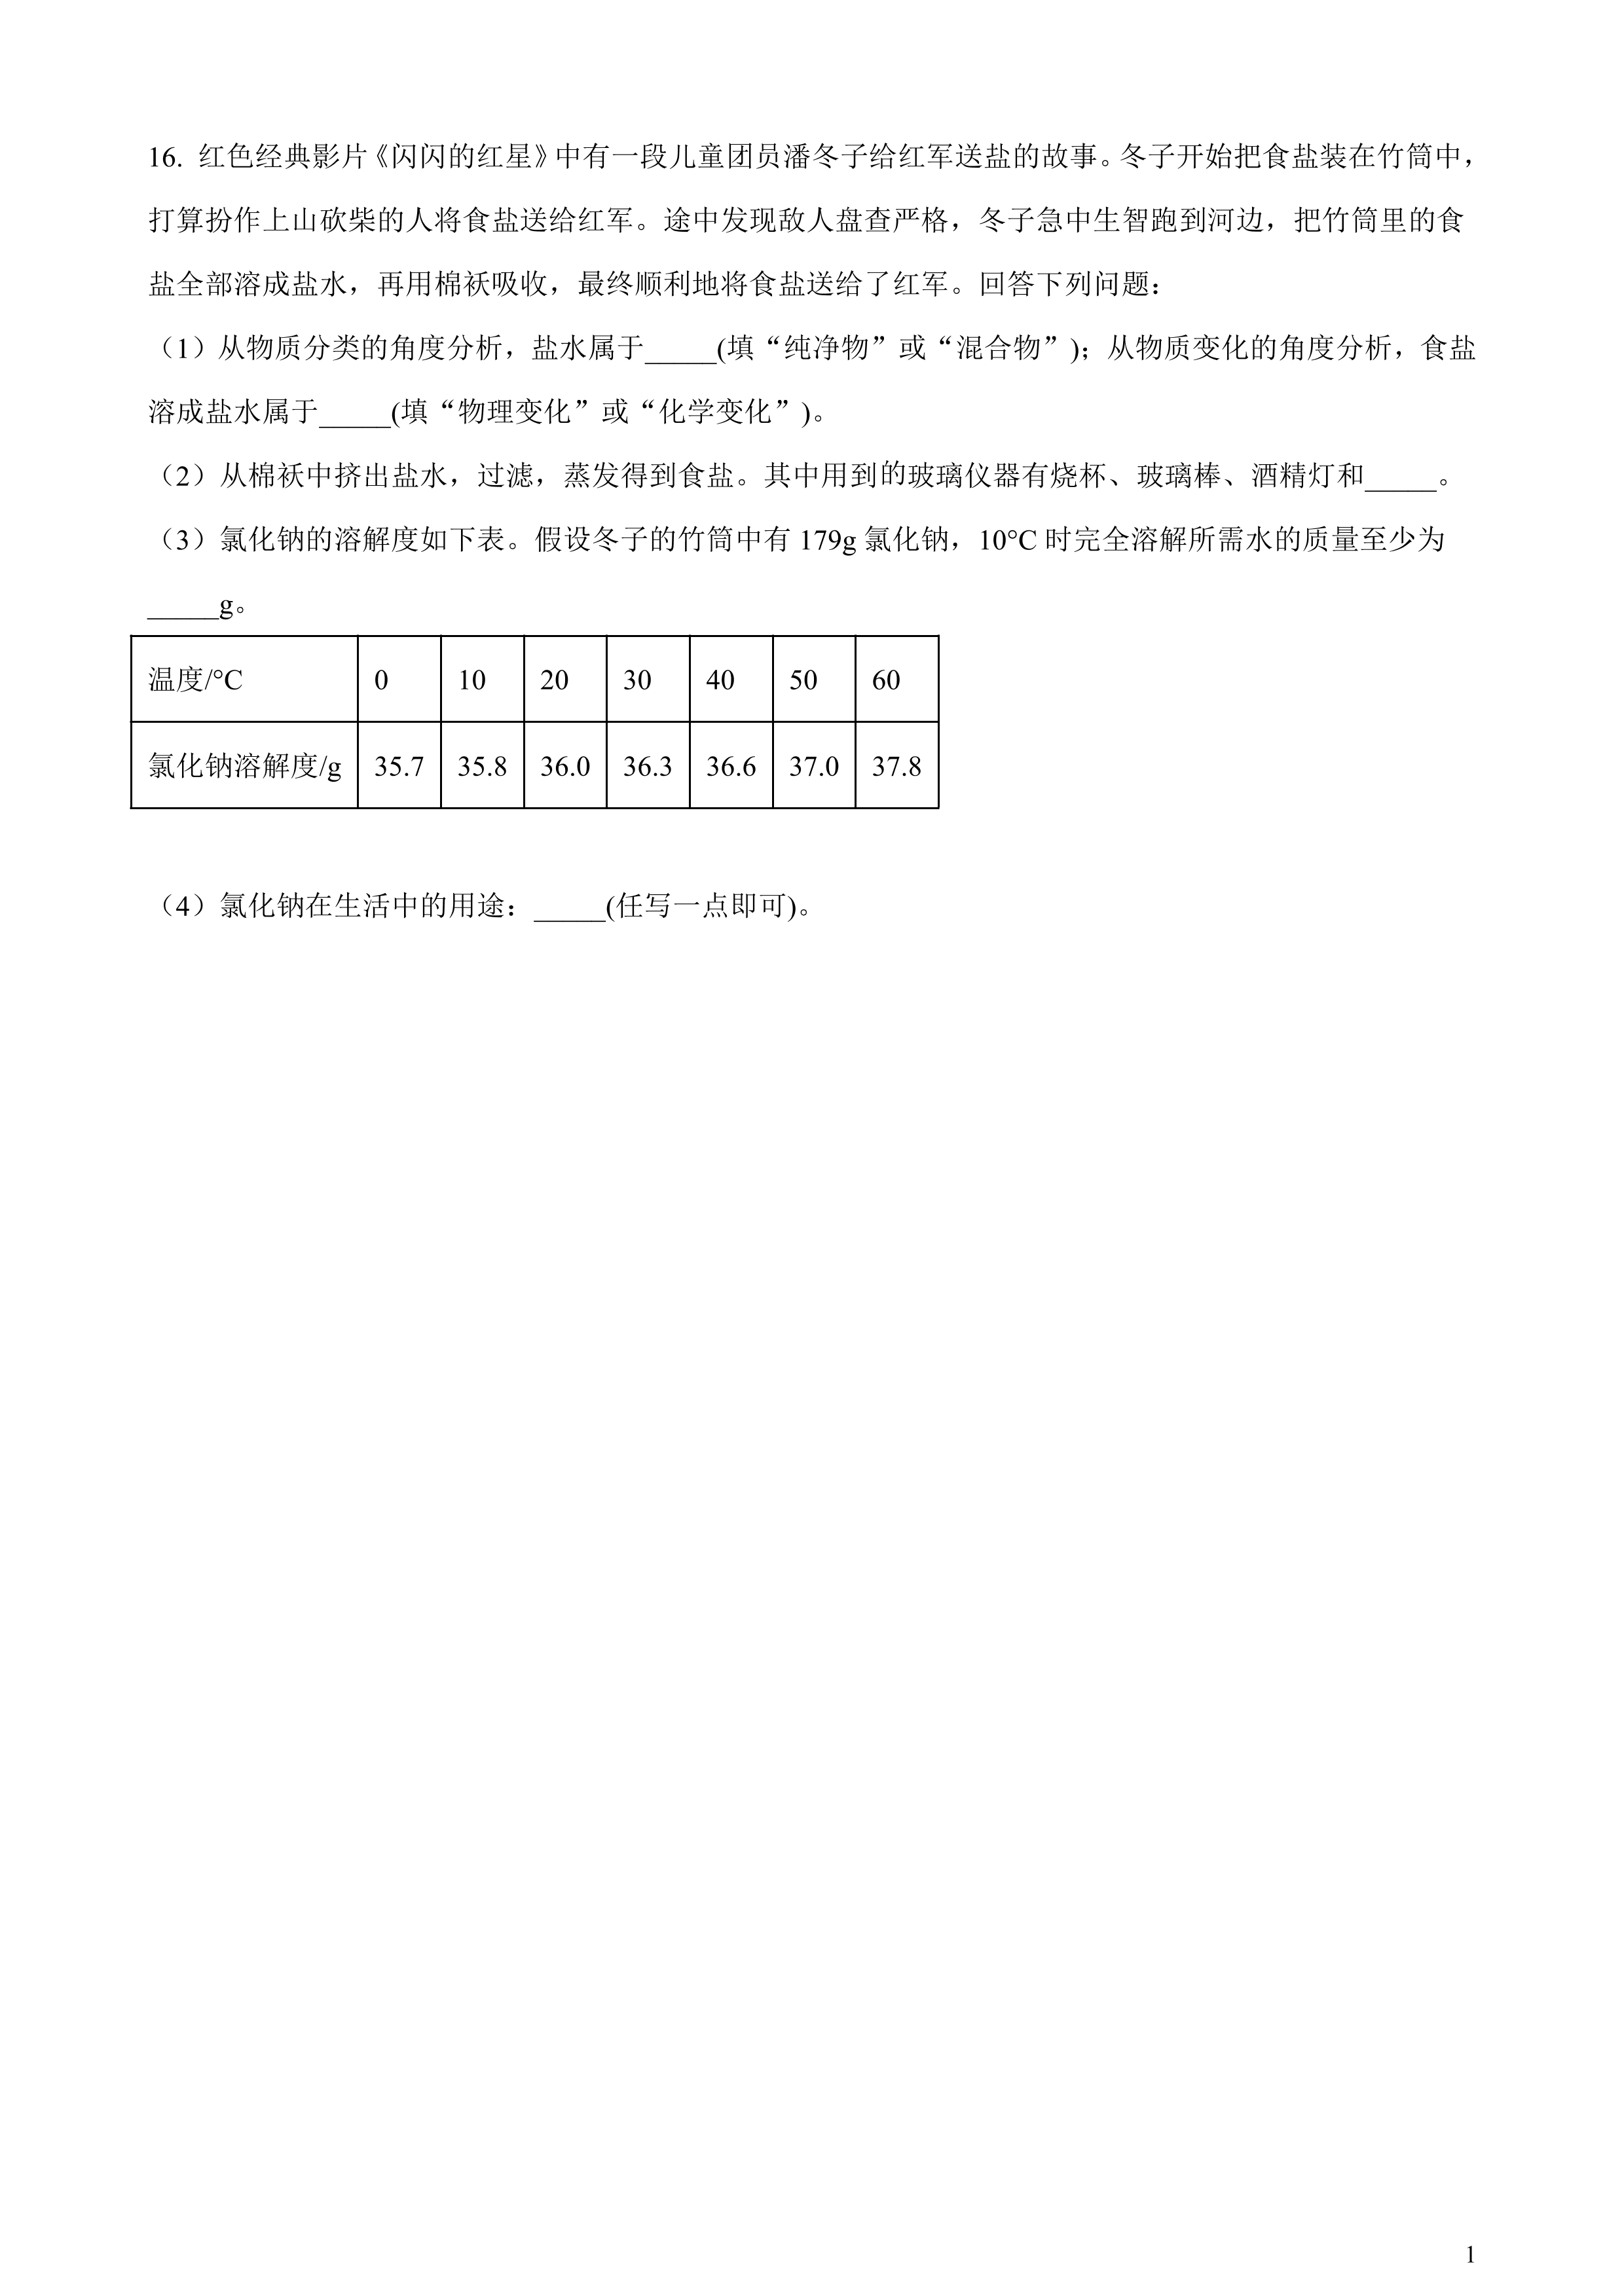 16. 红色经典影片《闪闪的红星》中有一段儿童团员潘冬子给红军送盐的故事。冬子开始把食盐装在竹筒中，
打算扮作上山砍柴的人将食盐送给红军。途中发现敌人盘查严格，冬子急中生智跑到河边，把竹筒里的食
盐全部溶成盐水，再用棉袄吸收，最终顺利地将食盐送给了红军。回答下列问题：
（1）从物质分类的角度分析，盐水属于_____(填“纯净物”或“混合物”)；从物质变化的角度分析，食盐
溶成盐水属于_____(填“物理变化”或“化学变化”)。
（2）从棉袄中挤出盐水，过滤，蒸发得到食盐。其中用到的玻璃仪器有烧杯、玻璃棒、酒精灯和_____。
（3）氯化钠的溶解度如下表。假设冬子的竹筒中有 179g 氯化钠，10°C 时完全溶解所需水的质量至少为
_____g。
温度/°C 0 10 20 30 40 50 60
氯化钠溶解度/g 35.7 35.8 36.0 36.3 36.6 37.0 37.8
（4）氯化钠在生活中的用途：_____(任写一点即可)。
1